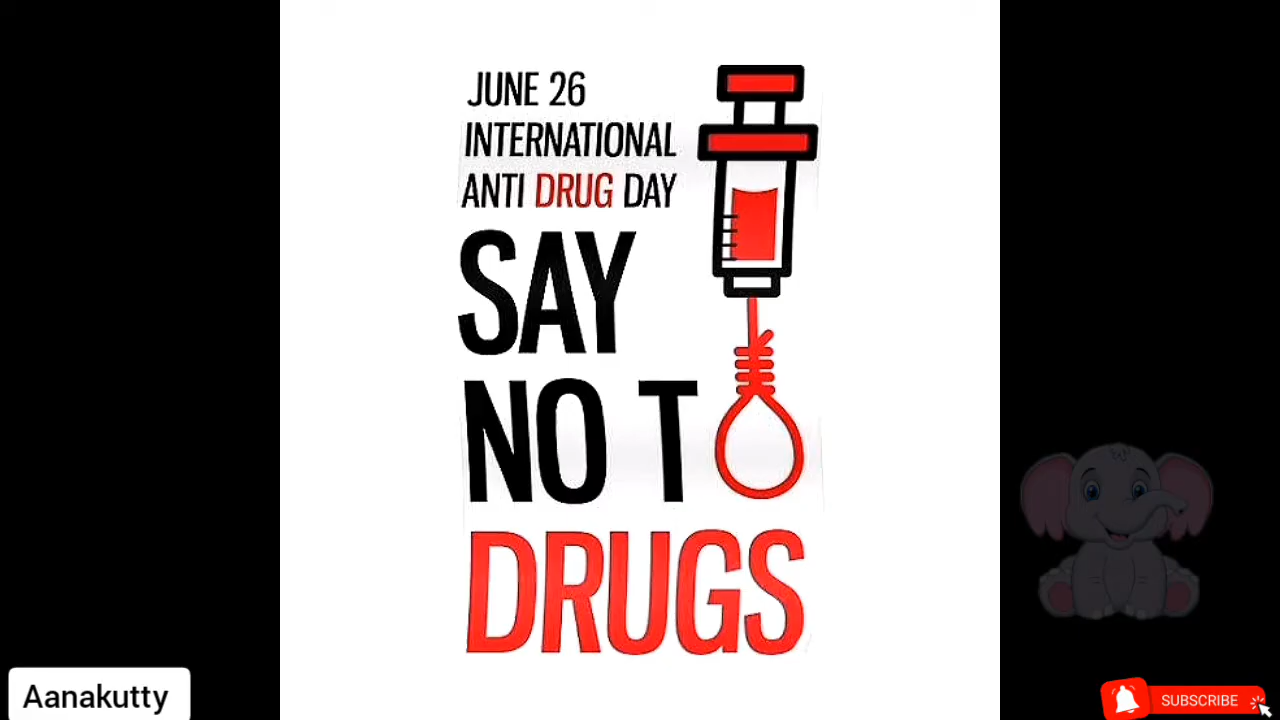 JUNE 26
INTERNATIONAL
ANTI DRUG DAY
SAY
NO TO
DRUGS
Aanakutty
SUBSCRIBE